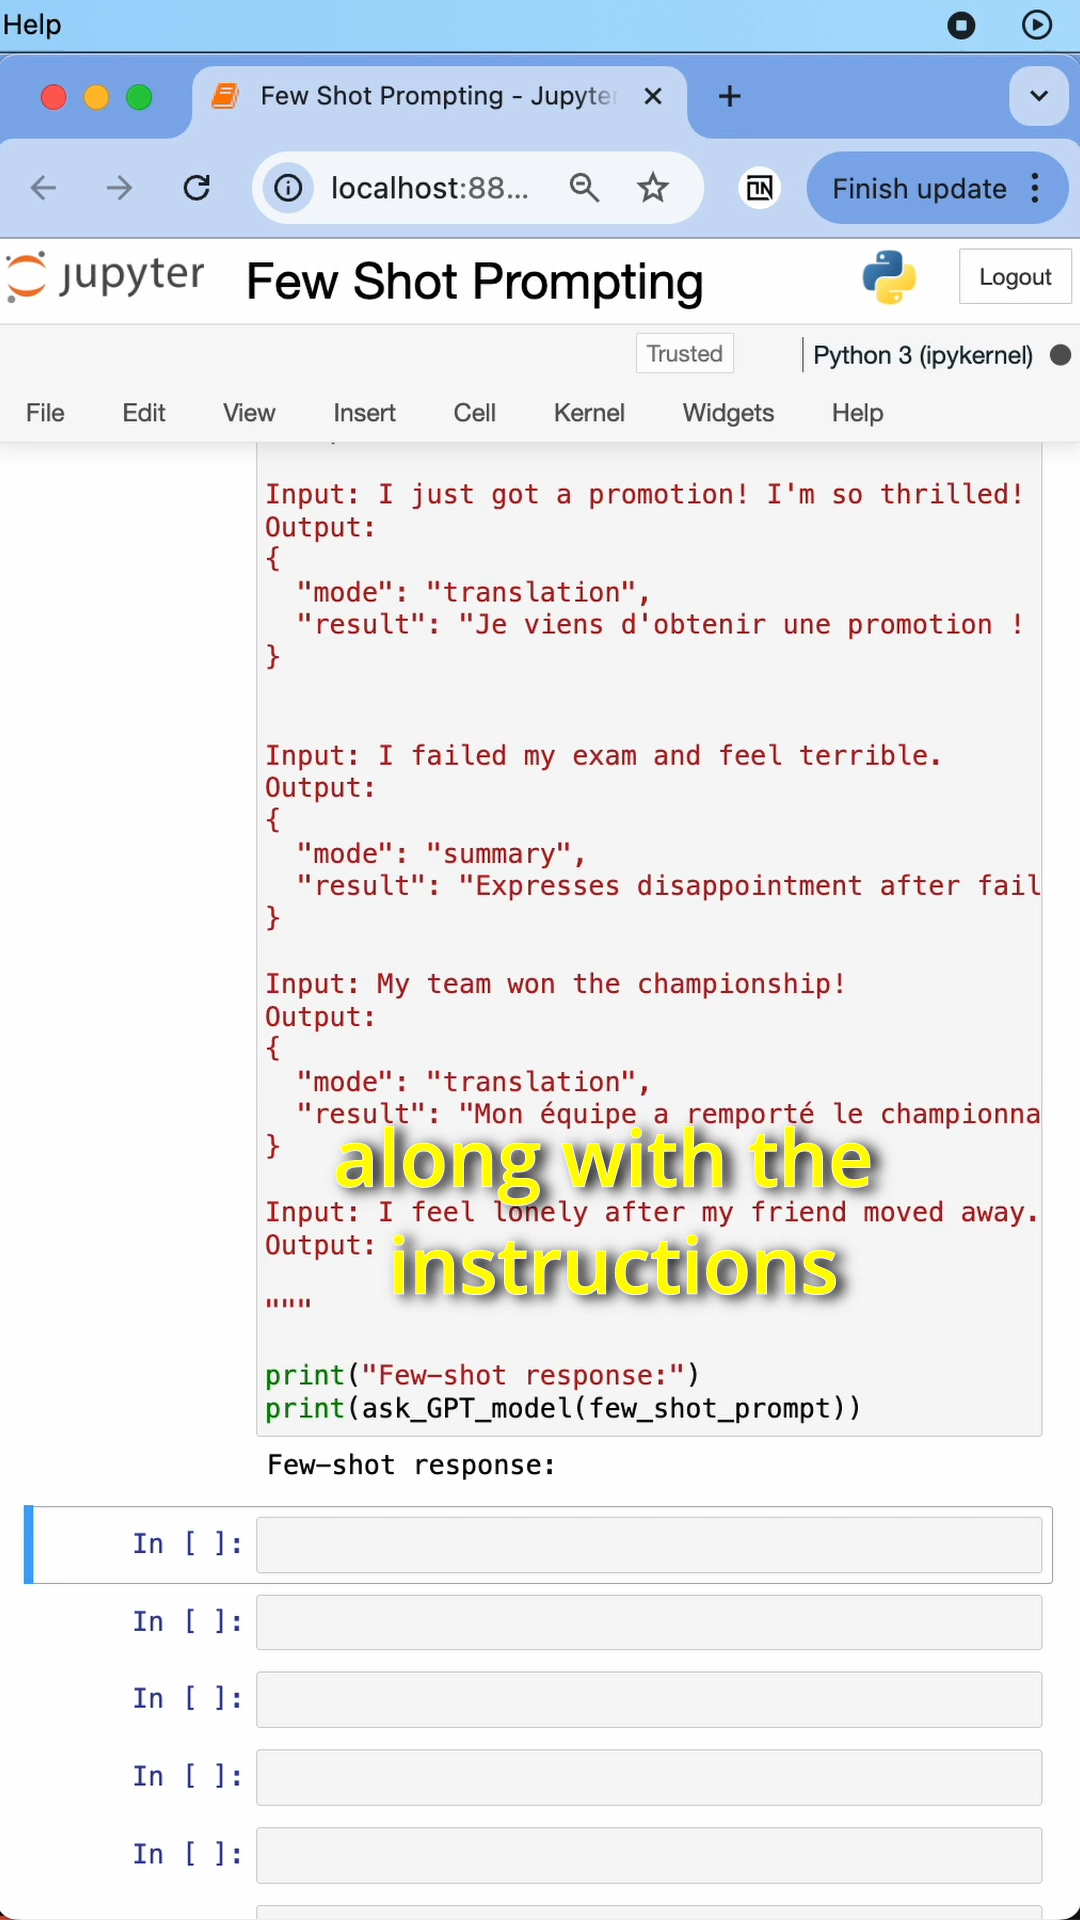 Help
Few Shot Prompting - Jupyter
localhost:88...
Finish update
jupyter
Few Shot Prompting
Logout
Trusted
Python 3 (ipykernel)
File Edit View Insert Cell Kernel Widgets Help
Input: I just got a promotion! I'm so thrilled!
Output:
{
"mode": "translation",
"result": "Je viens d'obtenir une promotion !
}
Input: I failed my exam and feel terrible.
Output:
{
"mode": "summary",
"result": "Expresses disappointment after fail
}
Input: My team won the championship!
Output:
{
"mode": "translation",
"result": "Mon équipe a remporté le championna
}
along with the
Input: I feel lonely after my friend moved away.
Output:
instructions
"""
print("Few-shot response:")
print(ask_GPT_model(few_shot_prompt))
Few-shot response:
In [ ]:
In [ ]:
In [ ]:
In [ ]:
In [ ]: